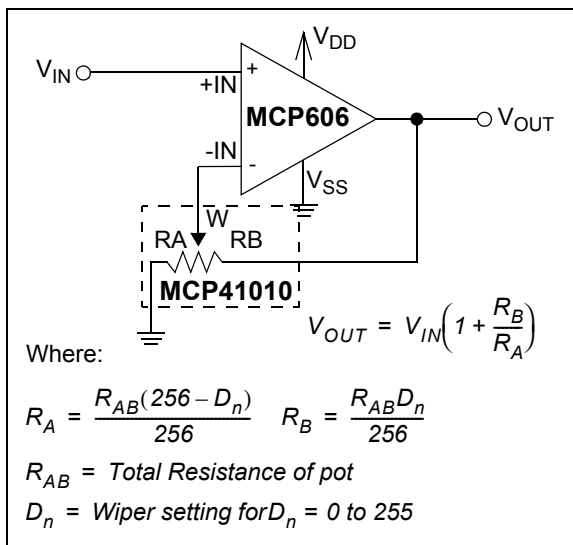 V_DD
V_IN
+IN
+
MCP606
V_OUT
-IN
-
V_SS
W
RA RB
MCP41010
V_OUT = V_IN(1 + R_B/R_A)
Where:
R_A = R_AB(256 – D_n)/256 R_B = R_AB D_n/256
R_AB = Total Resistance of pot
D_n = Wiper setting forD_n = 0 to 255